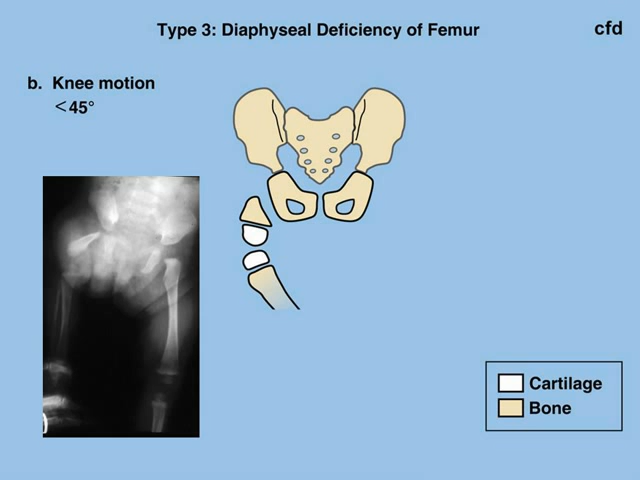 Type 3: Diaphyseal Deficiency of Femur
cfd
b. Knee motion
<45°
Cartilage
Bone